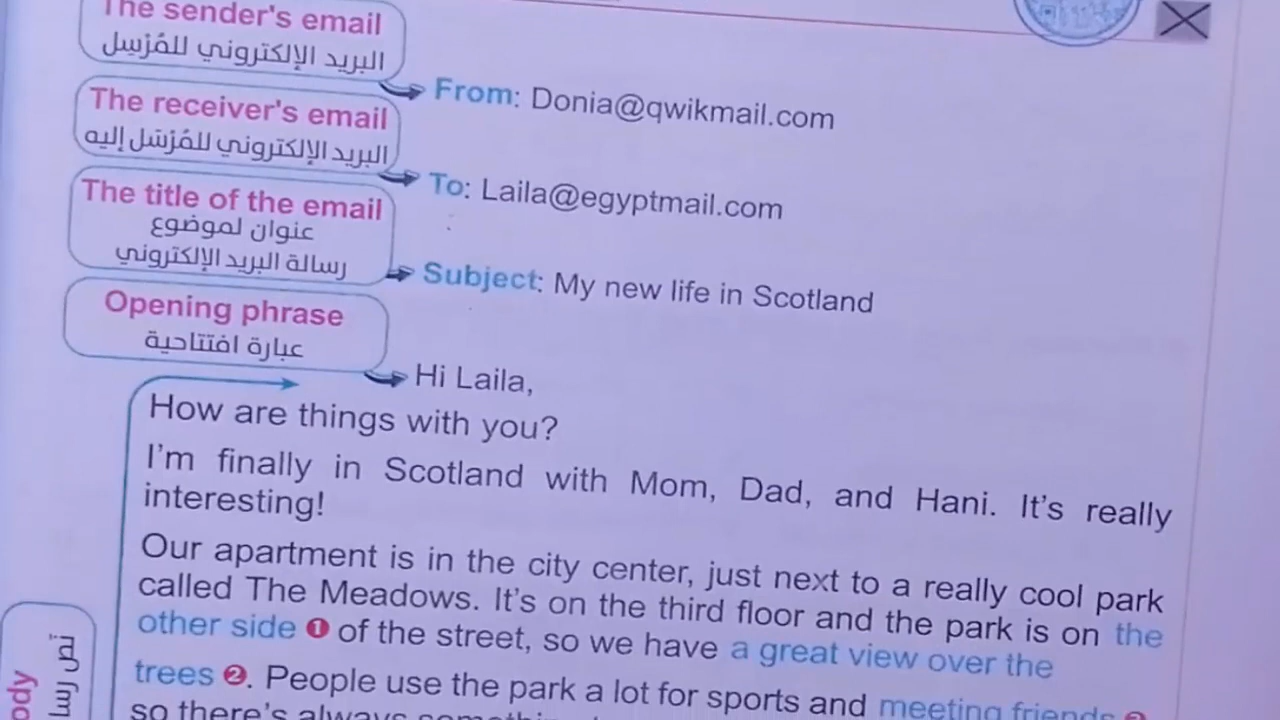 The sender's email
البريد الإلكتروني للمُرْسِل
From: Donia@qwikmail.com
The receiver's email
البريد الإلكتروني للمُرْسَل إليه
To: Laila@egyptmail.com
The title of the email
عنوان لموضوع
رسالة البريد الإلكتروني
Subject: My new life in Scotland
Opening phrase
عبارة افتتاحية
Hi Laila,
How are things with you?
I'm finally in Scotland with Mom, Dad, and Hani. It's really
interesting!
Our apartment is in the city center, just next to a really cool park
called The Meadows. It's on the third floor and the park is on the
other side 1 of the street, so we have a great view over the
trees 2. People use the park a lot for sports and meeting friends
so there's always